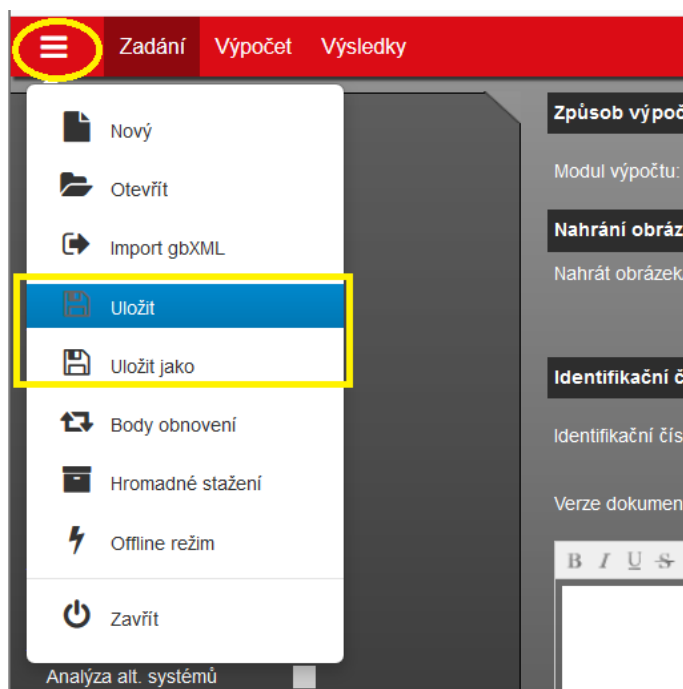 Zadání Výpočet Výsledky
Nový
Otevřít
Import gbXML
Uložit
Uložit jako
Body obnovení
Hromadné stažení
Offline režim
Zavřít
Analýza alt. systémů
Způsob výpoč
Modul výpočtu:
Nahrání obráz
Nahrát obrázek
Identifikační č
Identifikační čís
Verze dokumen
B I U S